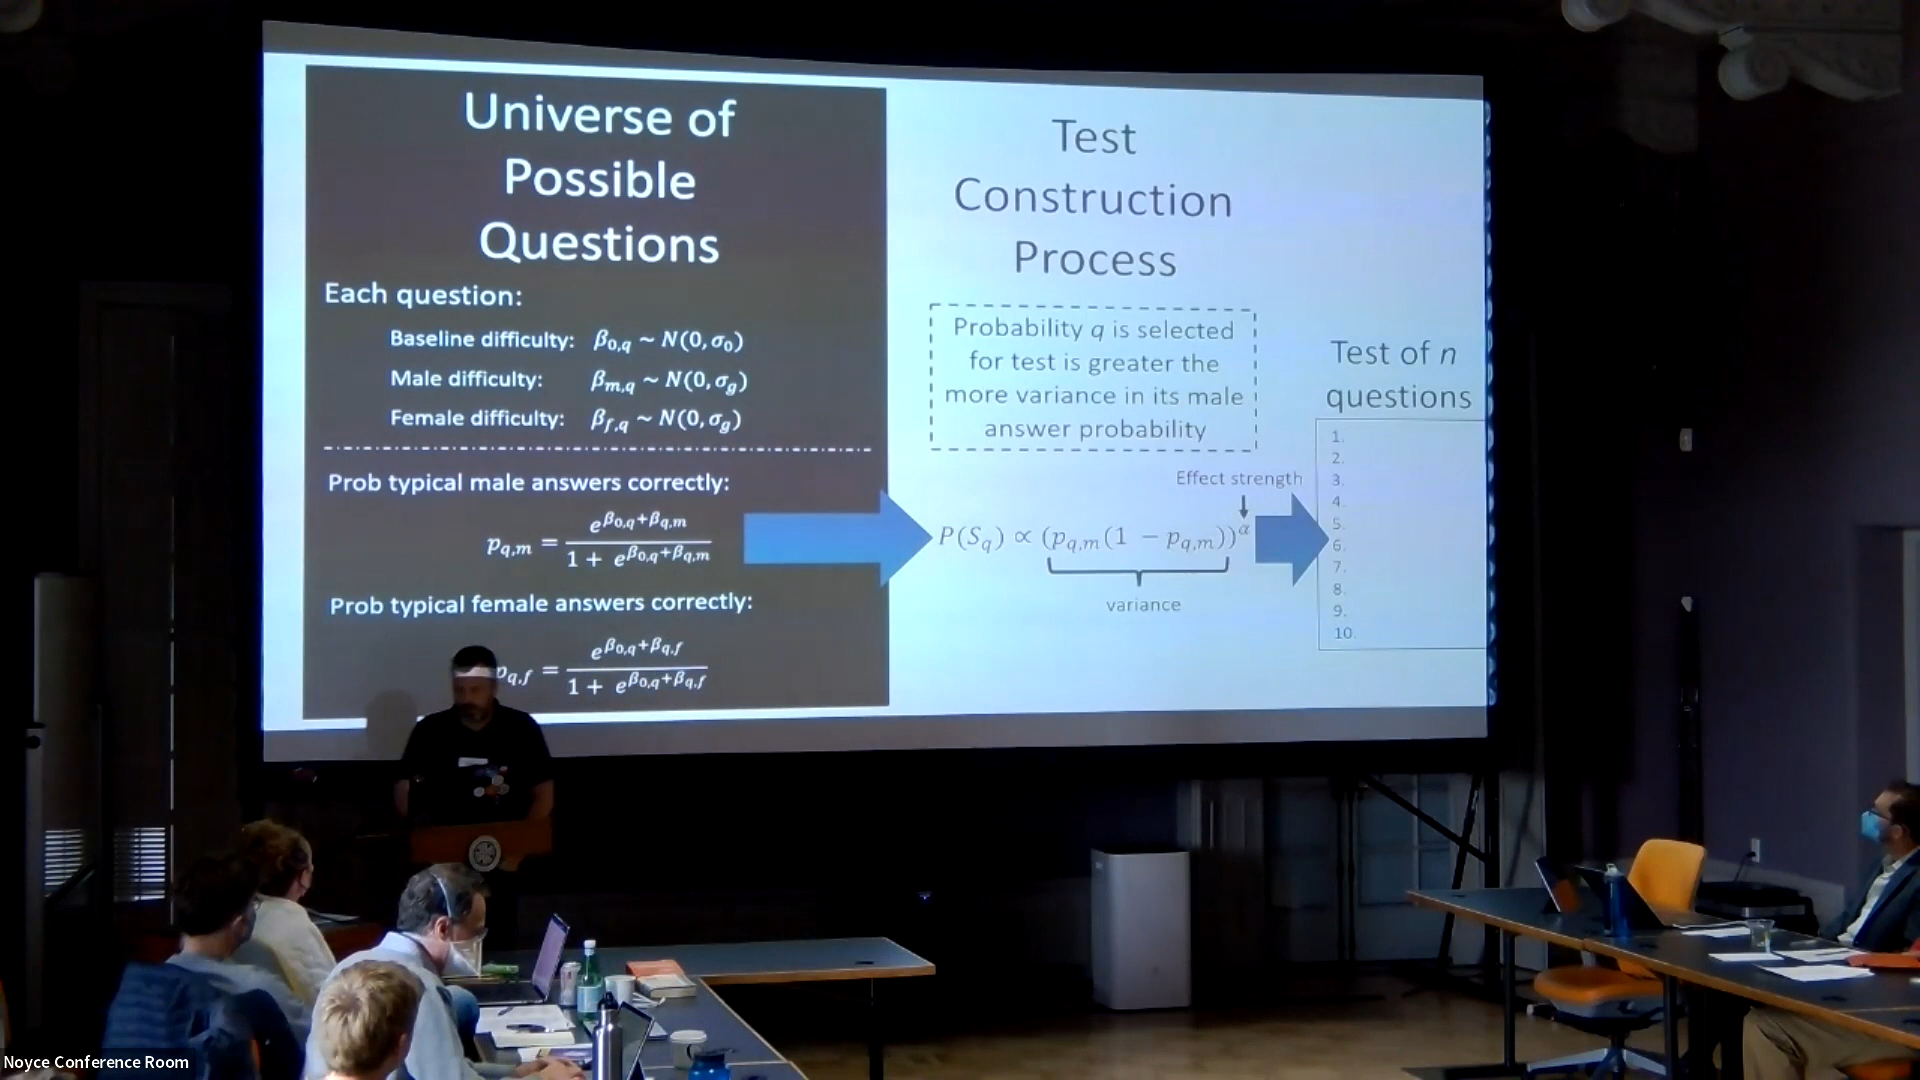 Universe of
Possible
Questions
Each question:
Baseline difficulty: β₀,q ~ N(0, σ₀)
Male difficulty: βm,q ~ N(0, σg)
Female difficulty: βf,q ~ N(0, σg)
Prob typical male answers correctly:
pq,m = e^(β₀,q+βq,m) / (1 + e^(β₀,q+βq,m))
Prob typical female answers correctly:
pq,f = e^(β₀,q+βq,f) / (1 + e^(β₀,q+βq,f))
Test
Construction
Process
Probability q is selected
for test is greater the
more variance in its male
answer probability
Effect strength
P(Sq) ∝ (pq,m(1 − pq,m))^α
variance
Test of n
questions
1.
2.
3.
4.
5.
6.
7.
8.
9.
10.
Noyce Conference Room